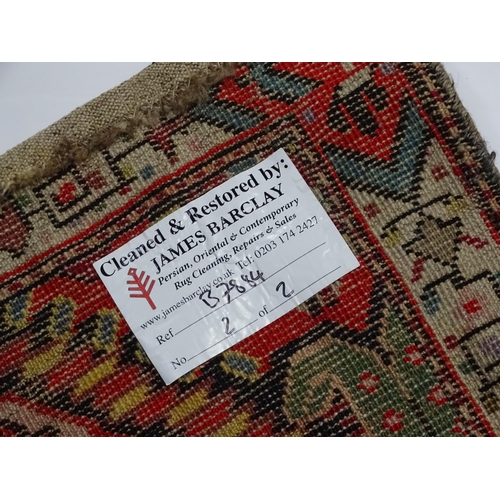 Cleaned & Restored by:
JAMES BARCLAY
Persian, Oriental & Contemporary
Rug Cleaning, Repairs & Sales
www.jamesbarclay.co.uk Tel: 0203 174 2427
Ref B7884
No. 2 of 2